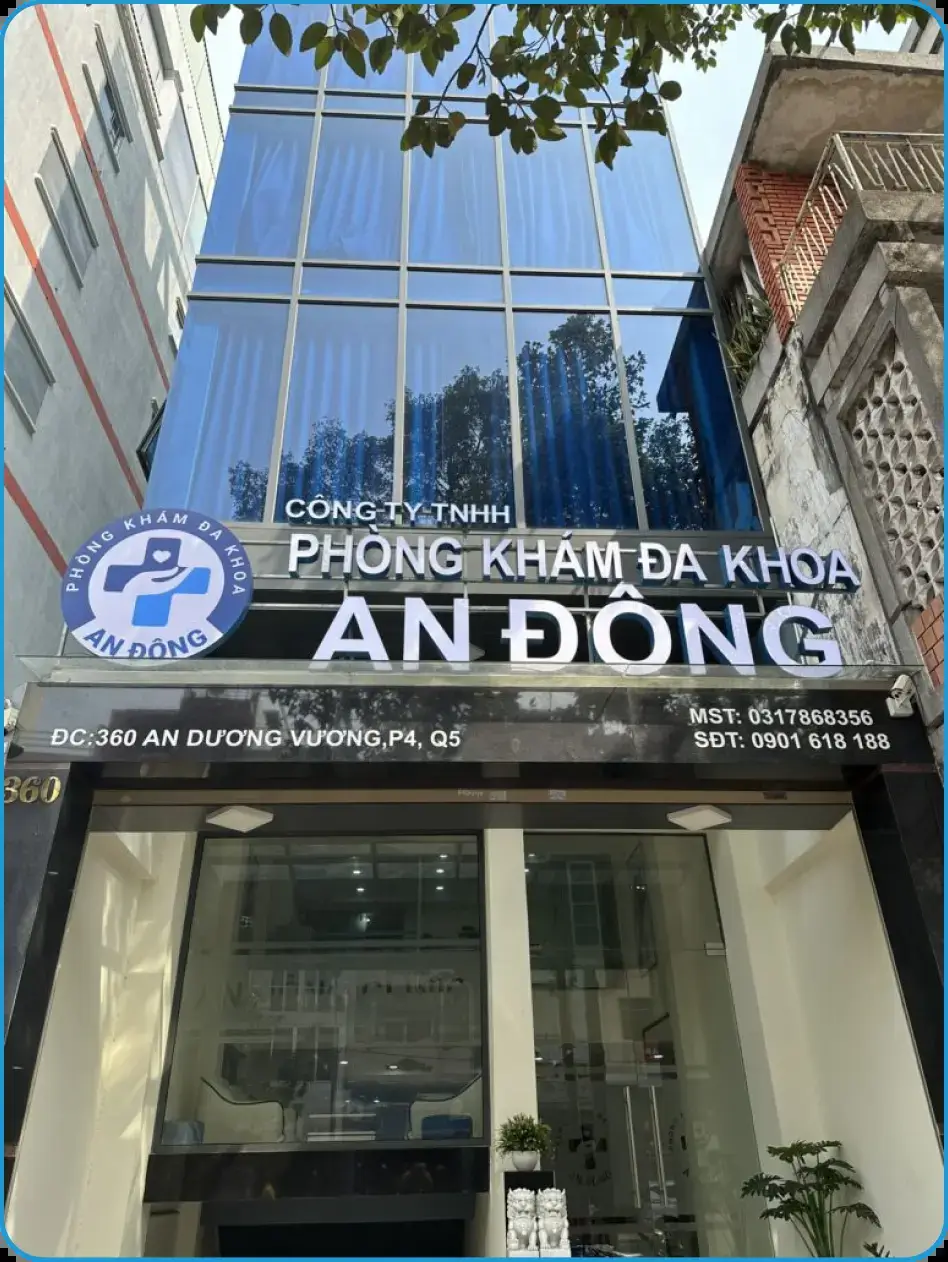 CÔNG TY TNHH
PHÒNG KHÁM ĐA KHOA
AN ĐÔNG
PHÒNG KHÁM ĐA KHOA
AN ĐÔNG
ĐC:360 AN DƯƠNG VƯƠNG,P4, Q5
MST: 0317868356
SĐT: 0901 618 188
360